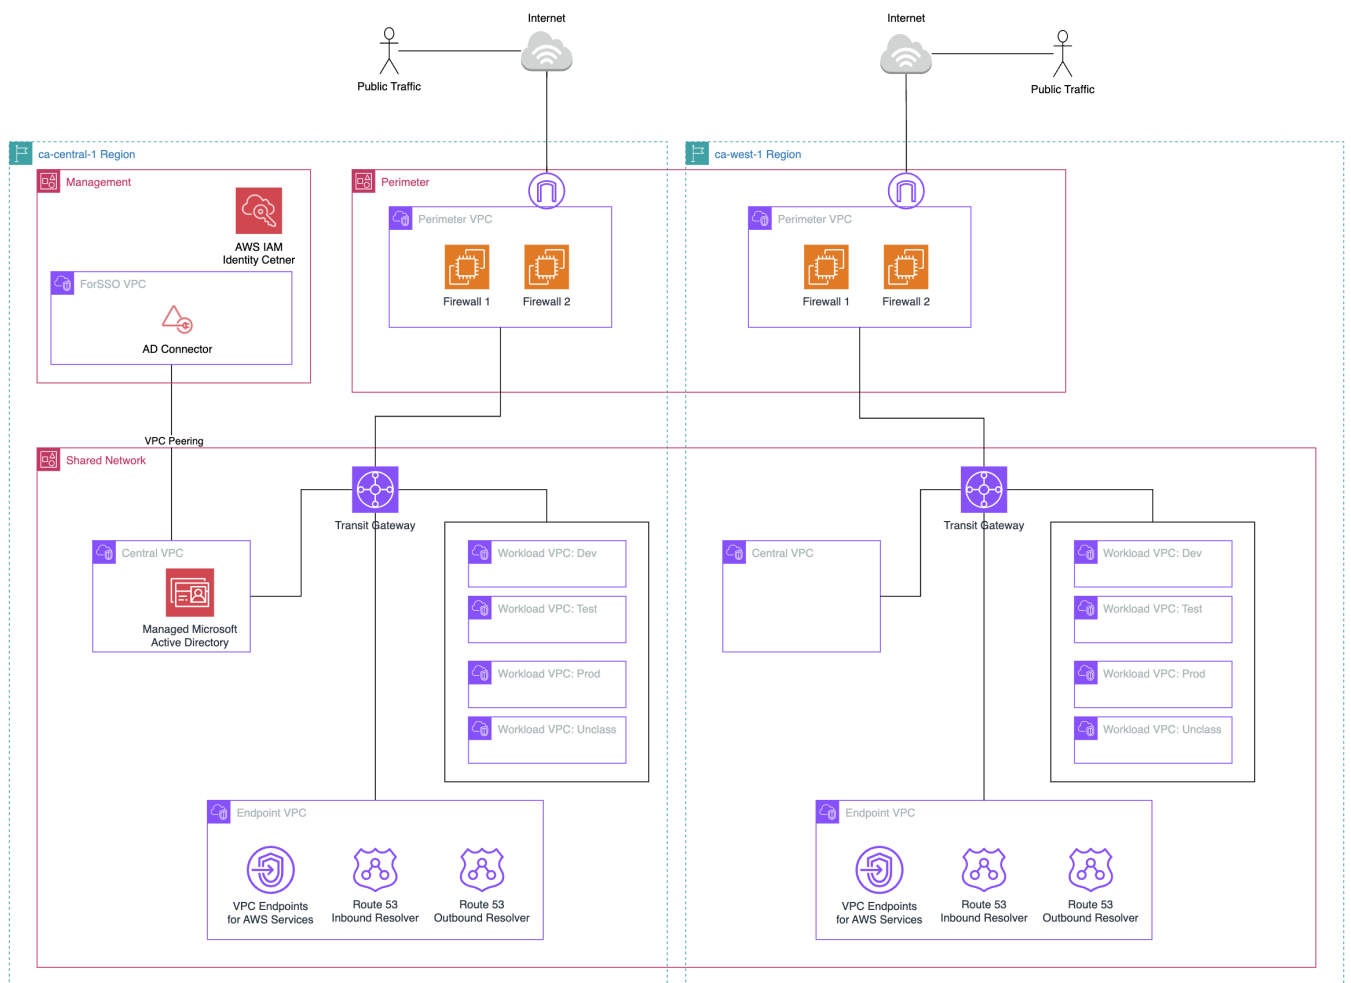 Internet
Internet
Public Traffic
Public Traffic
ca-central-1 Region
ca-west-1 Region
Management
Perimeter
AWS IAM
Identity Cetner
Perimeter VPC
Perimeter VPC
ForSSO VPC
AD Connector
Firewall 1
Firewall 2
Firewall 1
Firewall 2
VPC Peering
Shared Network
Transit Gateway
Transit Gateway
Central VPC
Managed Microsoft
Active Directory
Workload VPC: Dev
Workload VPC: Test
Workload VPC: Prod
Workload VPC: Unclass
Central VPC
Workload VPC: Dev
Workload VPC: Test
Workload VPC: Prod
Workload VPC: Unclass
Endpoint VPC
VPC Endpoints
for AWS Services
Route 53
Inbound Resolver
Route 53
Outbound Resolver
Endpoint VPC
VPC Endpoints
for AWS Services
Route 53
Inbound Resolver
Route 53
Outbound Resolver